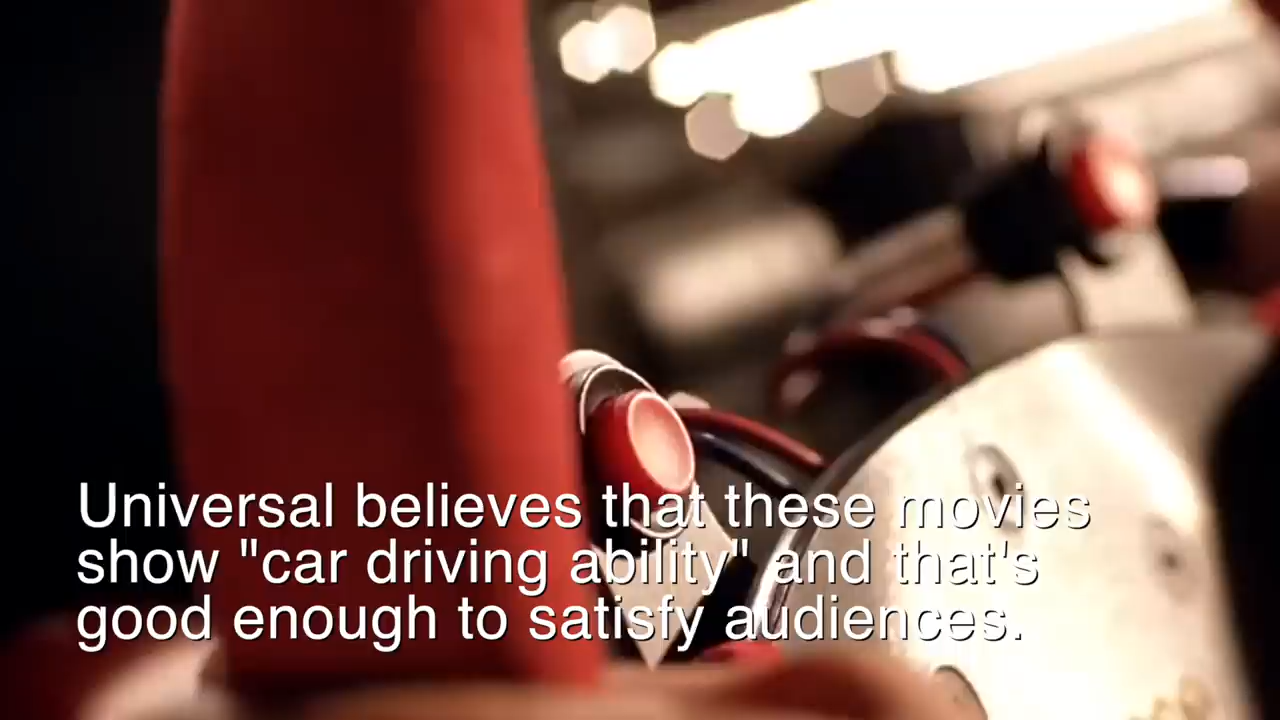 Universal believes that these movies
show "car driving ability" and that's
good enough to satisfy audiences.